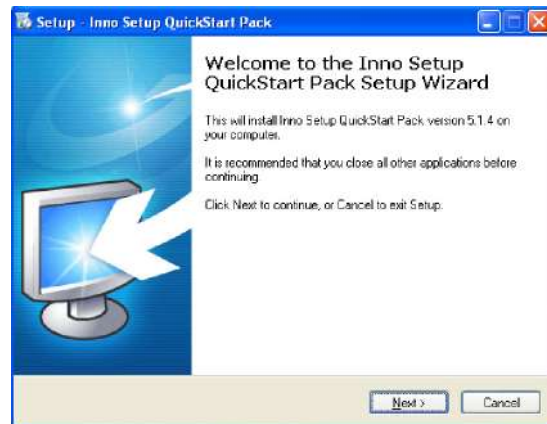 Setup - Inno Setup QuickStart Pack
Welcome to the Inno Setup
QuickStart Pack Setup Wizard
This will install Inno Setup QuickStart Pack version 5.1.4 on
your computer.
It is recommended that you close all other applications before
continuing.
Click Next to continue, or Cancel to exit Setup.
Next >
Cancel